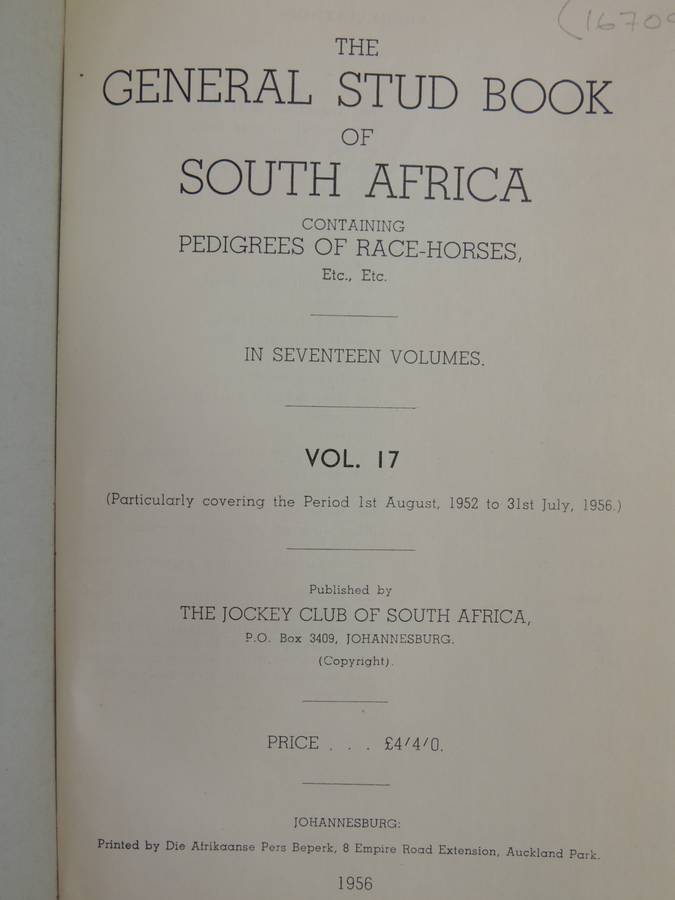 (16709
THE
GENERAL STUD BOOK
OF
SOUTH AFRICA
CONTAINING
PEDIGREES OF RACE-HORSES,
Etc., Etc.
IN SEVENTEEN VOLUMES.
VOL. 17
(Particularly covering the Period 1st August, 1952 to 31st July, 1956.)
Published by
THE JOCKEY CLUB OF SOUTH AFRICA,
P.O. Box 3409, JOHANNESBURG.
(Copyright).
PRICE . . . £4/4/0.
JOHANNESBURG:
Printed by Die Afrikaanse Pers Beperk, 8 Empire Road Extension, Auckland Park.
1956